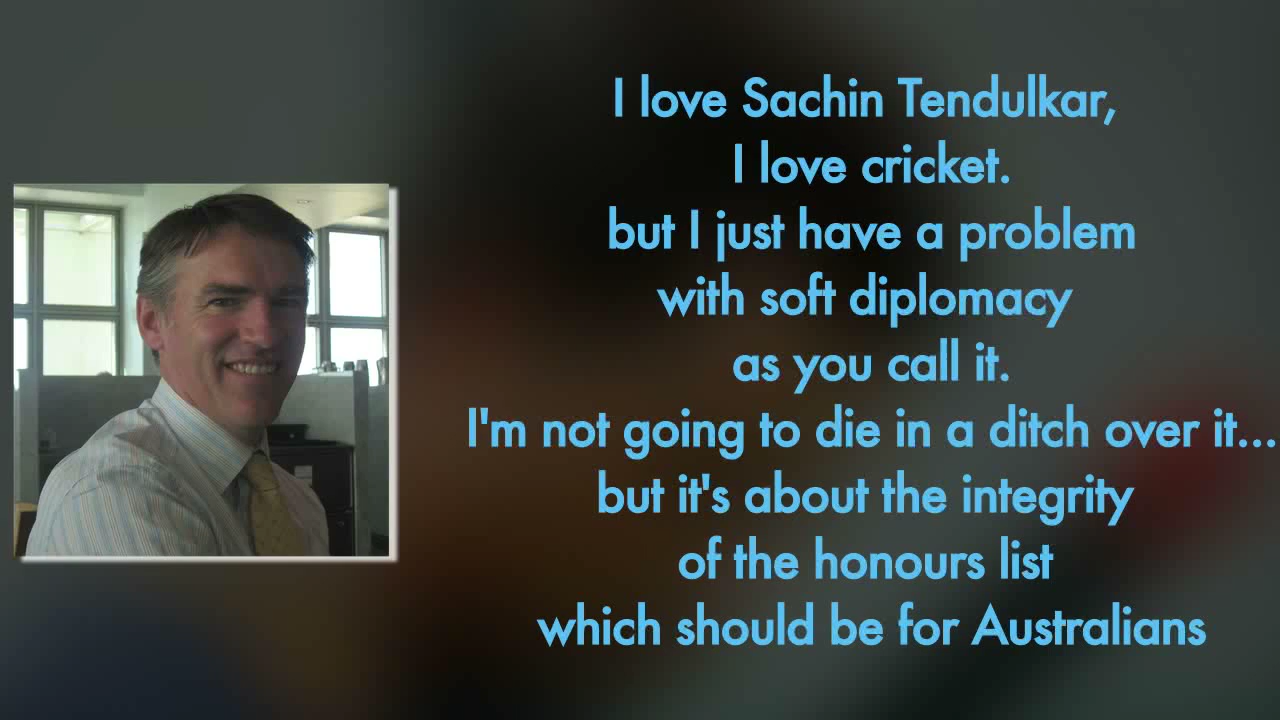 I love Sachin Tendulkar,
I love cricket.
but I just have a problem
with soft diplomacy
as you call it.
I'm not going to die in a ditch over it...
but it's about the integrity
of the honours list
which should be for Australians